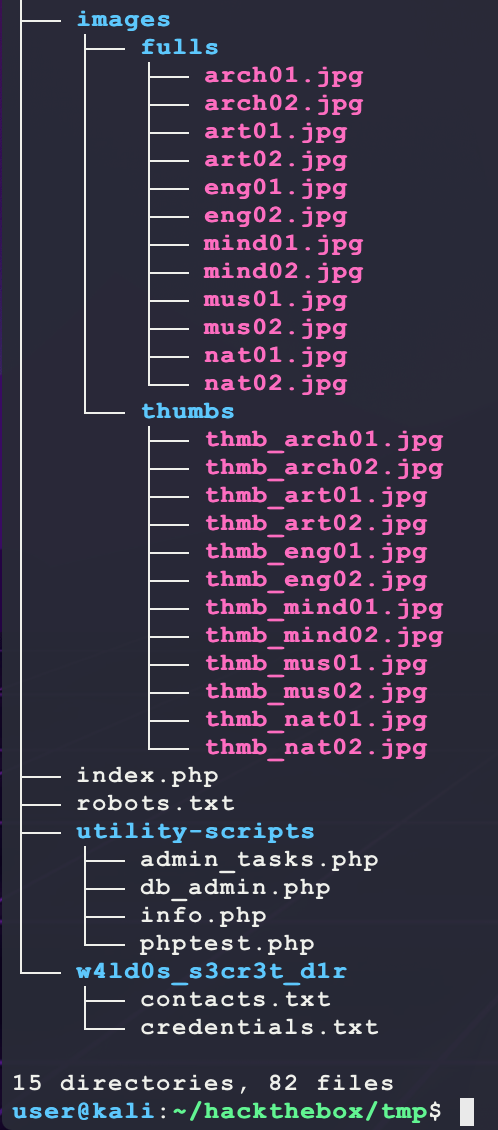 images
fulls
arch01.jpg
arch02.jpg
art01.jpg
art02.jpg
eng01.jpg
eng02.jpg
mind01.jpg
mind02.jpg
mus01.jpg
mus02.jpg
nat01.jpg
nat02.jpg
thumbs
thmb_arch01.jpg
thmb_arch02.jpg
thmb_art01.jpg
thmb_art02.jpg
thmb_eng01.jpg
thmb_eng02.jpg
thmb_mind01.jpg
thmb_mind02.jpg
thmb_mus01.jpg
thmb_mus02.jpg
thmb_nat01.jpg
thmb_nat02.jpg
index.php
robots.txt
utility-scripts
admin_tasks.php
db_admin.php
info.php
phptest.php
w4ld0s_s3cr3t_d1r
contacts.txt
credentials.txt
15 directories, 82 files
user@kali:~/hackthebox/tmp$